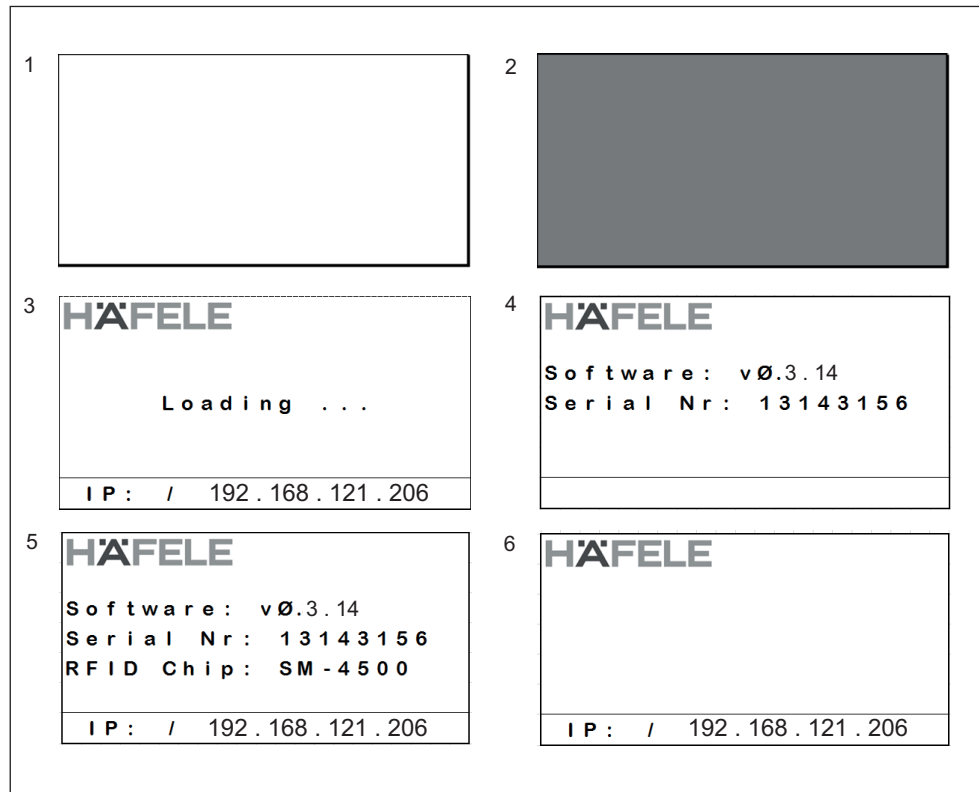 1
2
3
HÄFELE
Loading ...
IP: / 192.168.121.206
4
HÄFELE
Software: vØ.3.14
Serial Nr: 13143156
5
HÄFELE
Software: vØ.3.14
Serial Nr: 13143156
RFID Chip: SM-4500
IP: / 192.168.121.206
6
HÄFELE
IP: / 192.168.121.206